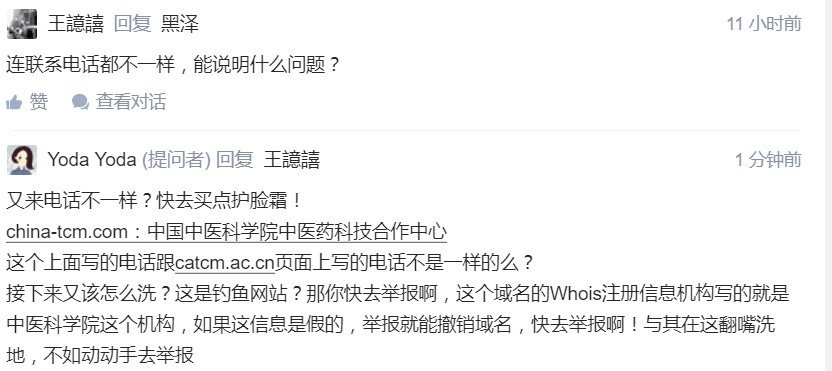 王譩譆 回复 黑泽 11 小时前
连联系电话都不一样，能说明什么问题？
赞 查看对话
Yoda Yoda (提问者) 回复 王譩譆 1 分钟前
又来电话不一样？快去买点护脸霜！
china-tcm.com：中国中医科学院中医药科技合作中心
这个上面写的电话跟catcm.ac.cn页面上写的电话不是一样的么？
接下来又该怎么洗？这是钓鱼网站？那你快去举报啊，这个域名的Whois注册信息机构写的就是
中医科学院这个机构，如果这信息是假的，举报就能撤销域名，快去举报啊！与其在这翻嘴洗
地，不如动动手去举报